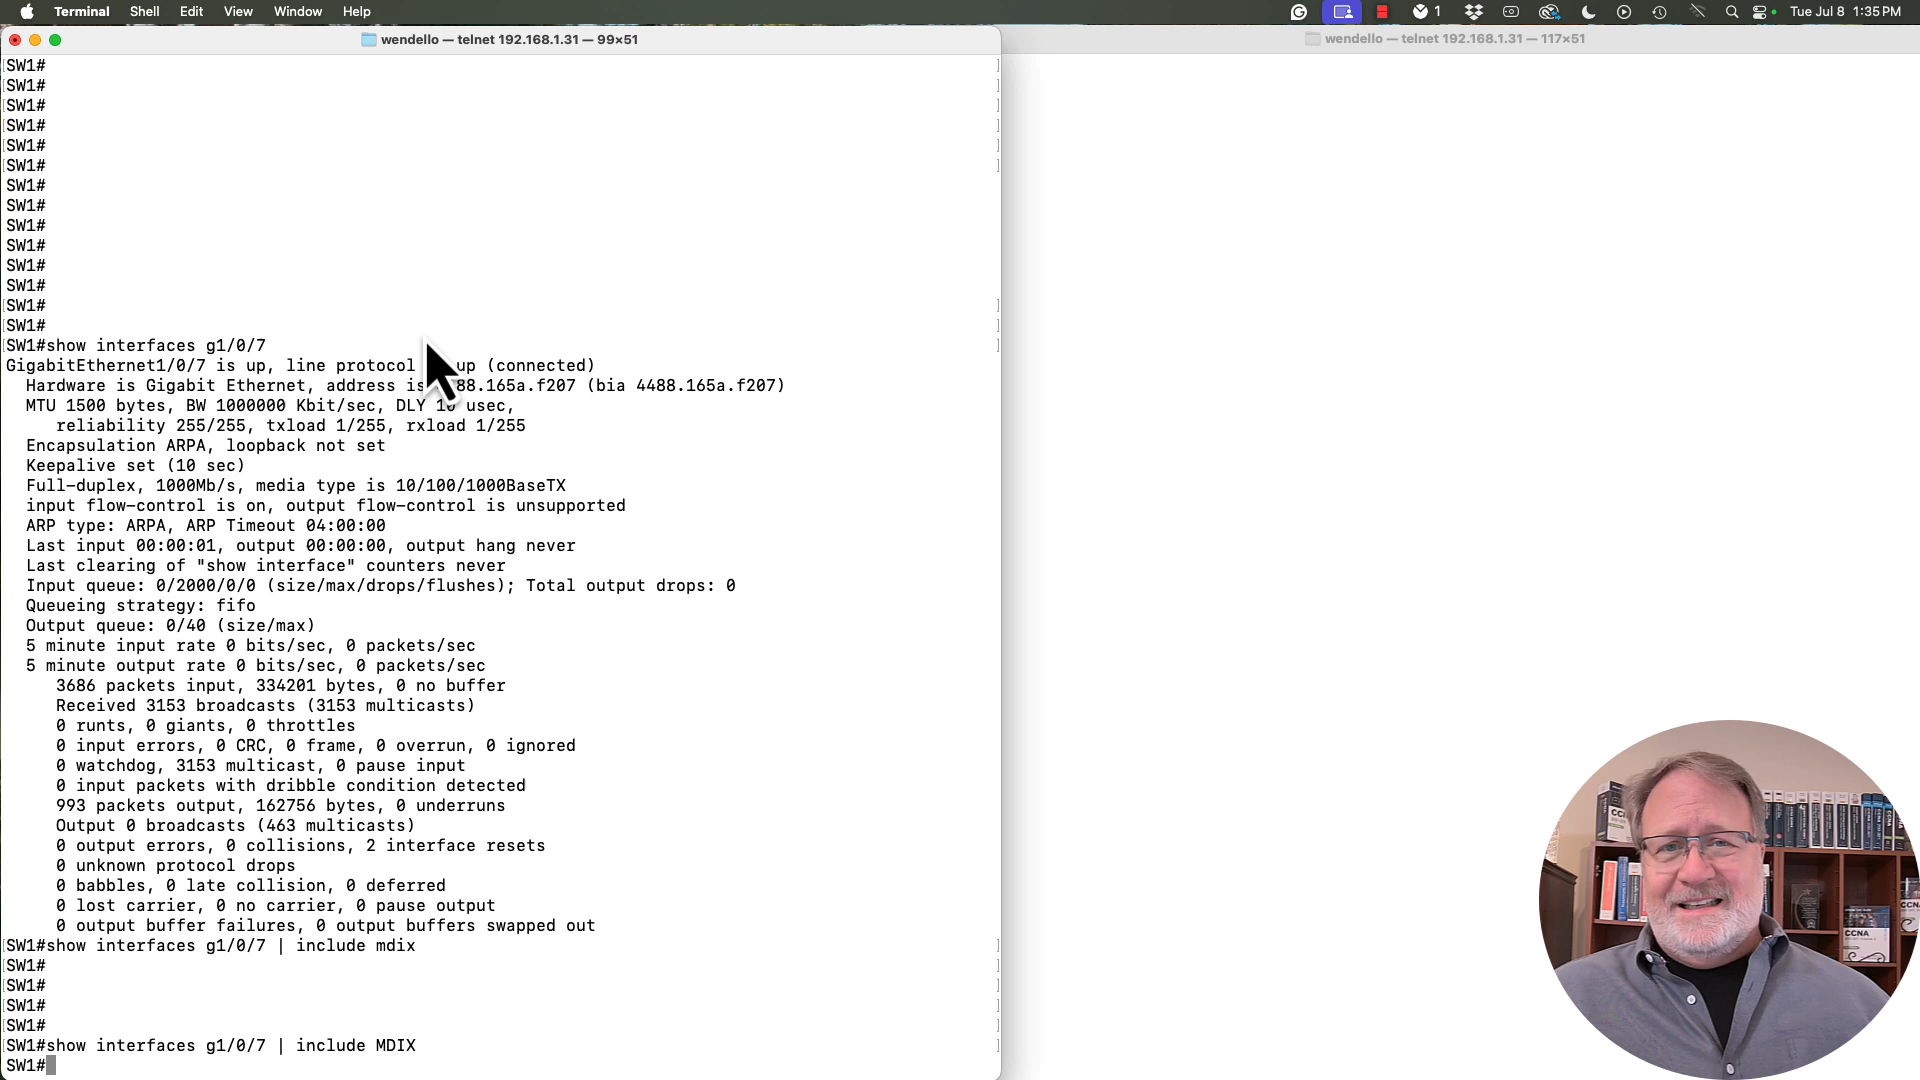 Terminal Shell Edit View Window Help 1 Tue Jul 8 1:35 PM
wendello — telnet 192.168.1.31 — 99×51
wendello — telnet 192.168.1.31 — 117×51
SW1#
SW1#
SW1#
SW1#
SW1#
SW1#
SW1#
SW1#
SW1#
SW1#
SW1#
SW1#
SW1#
SW1#
SW1#show interfaces g1/0/7
GigabitEthernet1/0/7 is up, line protocol up (connected)
Hardware is Gigabit Ethernet, address is 88.165a.f207 (bia 4488.165a.f207)
MTU 1500 bytes, BW 1000000 Kbit/sec, DLY 10 usec,
reliability 255/255, txload 1/255, rxload 1/255
Encapsulation ARPA, loopback not set
Keepalive set (10 sec)
Full-duplex, 1000Mb/s, media type is 10/100/1000BaseTX
input flow-control is on, output flow-control is unsupported
ARP type: ARPA, ARP Timeout 04:00:00
Last input 00:00:01, output 00:00:00, output hang never
Last clearing of "show interface" counters never
Input queue: 0/2000/0/0 (size/max/drops/flushes); Total output drops: 0
Queueing strategy: fifo
Output queue: 0/40 (size/max)
5 minute input rate 0 bits/sec, 0 packets/sec
5 minute output rate 0 bits/sec, 0 packets/sec
3686 packets input, 334201 bytes, 0 no buffer
Received 3153 broadcasts (3153 multicasts)
0 runts, 0 giants, 0 throttles
0 input errors, 0 CRC, 0 frame, 0 overrun, 0 ignored
0 watchdog, 3153 multicast, 0 pause input
0 input packets with dribble condition detected
993 packets output, 162756 bytes, 0 underruns
Output 0 broadcasts (463 multicasts)
0 output errors, 0 collisions, 2 interface resets
0 unknown protocol drops
0 babbles, 0 late collision, 0 deferred
0 lost carrier, 0 no carrier, 0 pause output
0 output buffer failures, 0 output buffers swapped out
SW1#show interfaces g1/0/7 | include mdix
SW1#
SW1#
SW1#
SW1#
SW1#show interfaces g1/0/7 | include MDIX
SW1#
CCNA